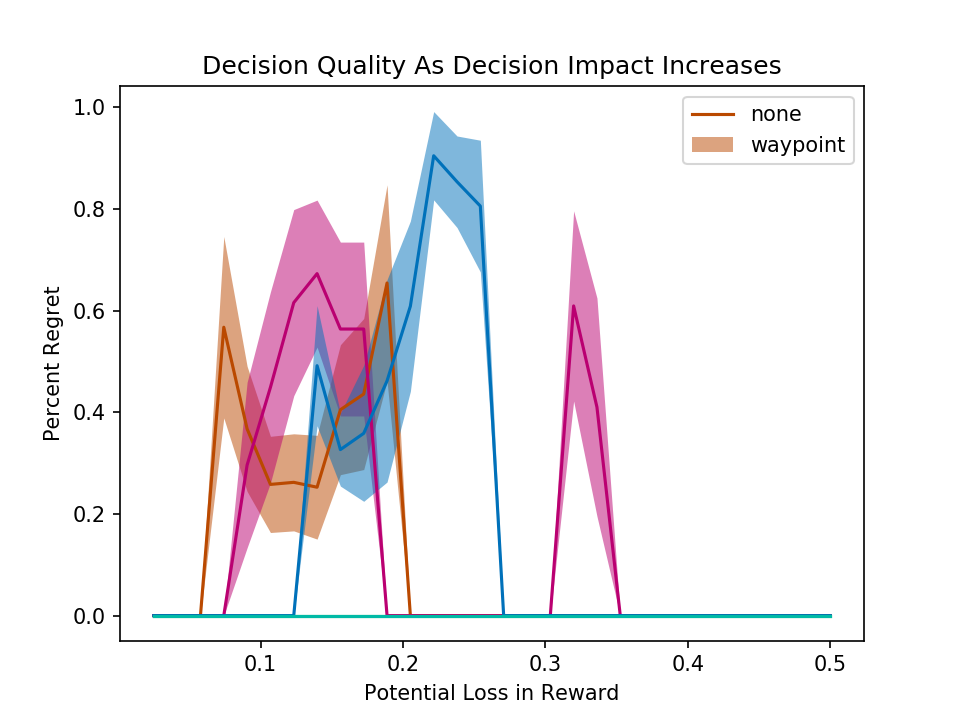 Decision Quality As Decision Impact Increases
none
waypoint
1.0
0.8
0.6
0.4
0.2
0.0
Percent Regret
0.1 0.2 0.3 0.4 0.5
Potential Loss in Reward